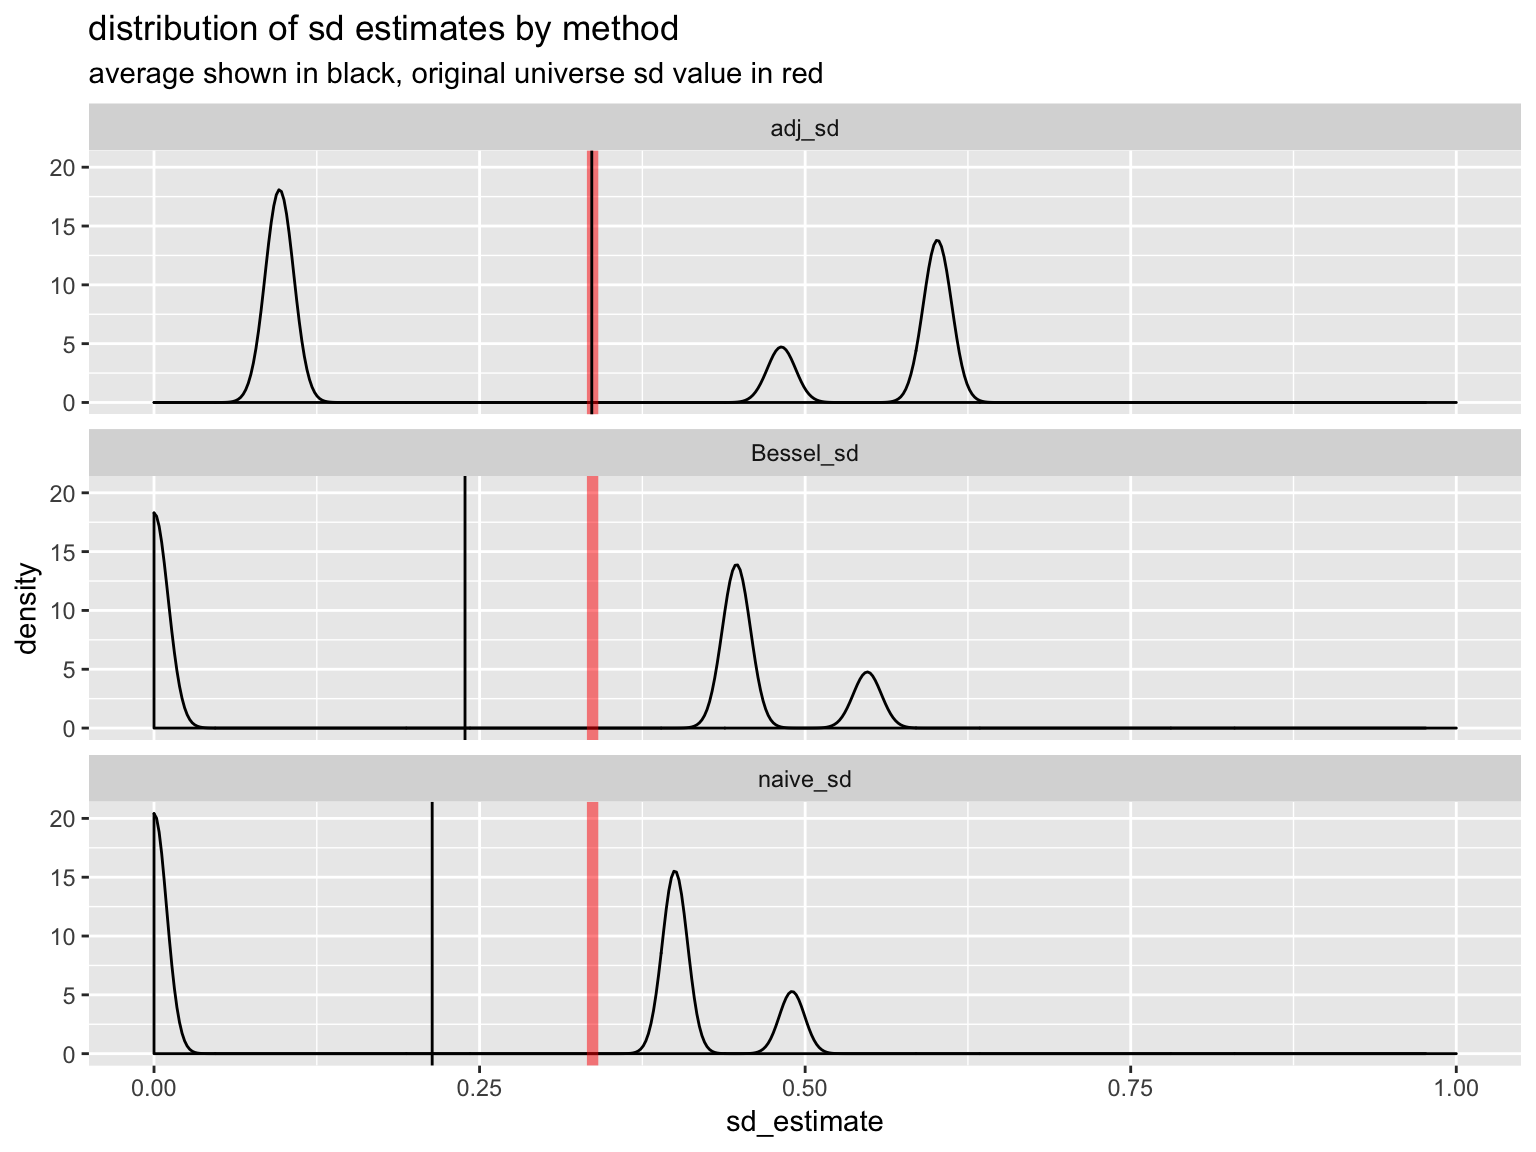 distribution of sd estimates by method
average shown in black, original universe sd value in red
adj_sd
20
15
10
5
0
Bessel_sd
20
15
10
5
0
density
naive_sd
20
15
10
5
0
0.00 0.25 0.50 0.75 1.00
sd_estimate